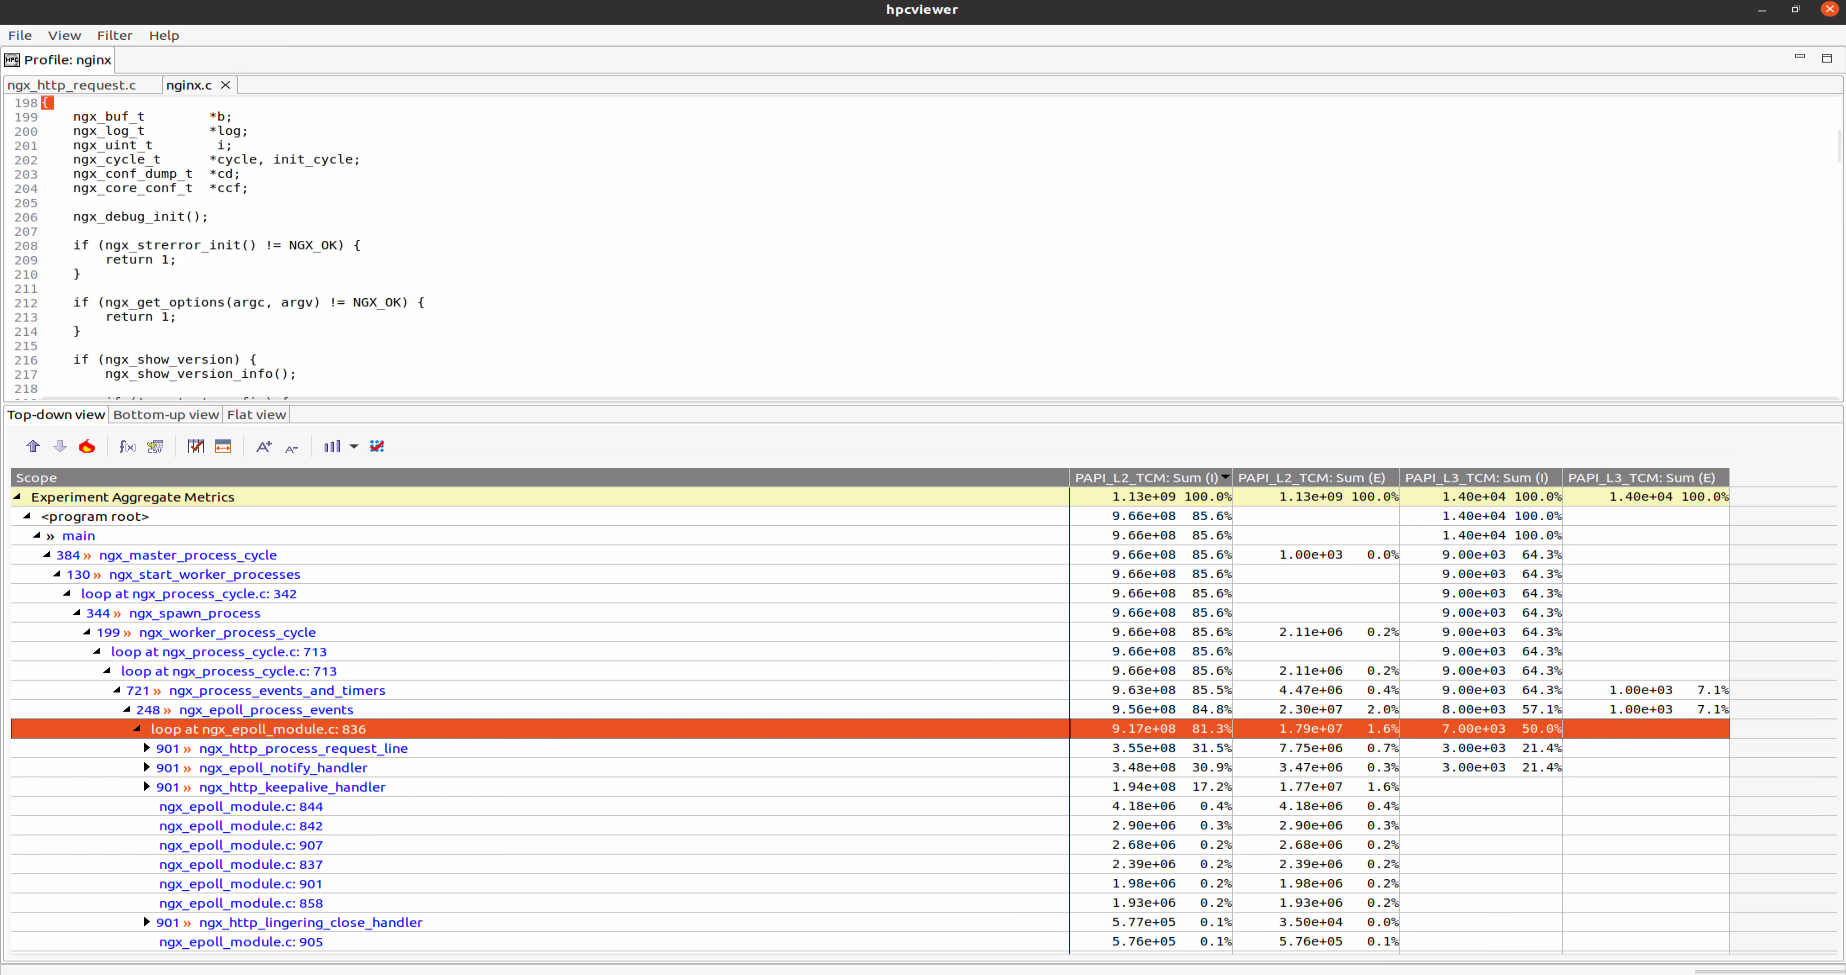 hpcviewer
File View Filter Help
Profile: nginx
ngx_http_request.c nginx.c
198 {
199 ngx_buf_t *b;
200 ngx_log_t *log;
201 ngx_uint_t i;
202 ngx_cycle_t *cycle, init_cycle;
203 ngx_conf_dump_t *cd;
204 ngx_core_conf_t *ccf;
205
206 ngx_debug_init();
207
208 if (ngx_strerror_init() != NGX_OK) {
209 return 1;
210 }
211
212 if (ngx_get_options(argc, argv) != NGX_OK) {
213 return 1;
214 }
215
216 if (ngx_show_version) {
217 ngx_show_version_info();
218
Top-down view Bottom-up view Flat view
Scope PAPI_L2_TCM: Sum (I) PAPI_L2_TCM: Sum (E) PAPI_L3_TCM: Sum (I) PAPI_L3_TCM: Sum (E)
Experiment Aggregate Metrics 1.13e+09 100.0% 1.13e+09 100.0% 1.40e+04 100.0% 1.40e+04 100.0%
<program root> 9.66e+08 85.6% 1.40e+04 100.0%
» main 9.66e+08 85.6% 1.40e+04 100.0%
384 » ngx_master_process_cycle 9.66e+08 85.6% 1.00e+03 0.0% 9.00e+03 64.3%
130 » ngx_start_worker_processes 9.66e+08 85.6% 9.00e+03 64.3%
loop at ngx_process_cycle.c: 342 9.66e+08 85.6% 9.00e+03 64.3%
344 » ngx_spawn_process 9.66e+08 85.6% 9.00e+03 64.3%
199 » ngx_worker_process_cycle 9.66e+08 85.6% 2.11e+06 0.2% 9.00e+03 64.3%
loop at ngx_process_cycle.c: 713 9.66e+08 85.6% 9.00e+03 64.3%
loop at ngx_process_cycle.c: 713 9.66e+08 85.6% 2.11e+06 0.2% 9.00e+03 64.3%
721 » ngx_process_events_and_timers 9.63e+08 85.5% 4.47e+06 0.4% 9.00e+03 64.3% 1.00e+03 7.1%
248 » ngx_epoll_process_events 9.56e+08 84.8% 2.30e+07 2.0% 8.00e+03 57.1% 1.00e+03 7.1%
loop at ngx_epoll_module.c: 836 9.17e+08 81.3% 1.79e+07 1.6% 7.00e+03 50.0%
901 » ngx_http_process_request_line 3.55e+08 31.5% 7.75e+06 0.7% 3.00e+03 21.4%
901 » ngx_epoll_notify_handler 3.48e+08 30.9% 3.47e+06 0.3% 3.00e+03 21.4%
901 » ngx_http_keepalive_handler 1.94e+08 17.2% 1.77e+07 1.6%
ngx_epoll_module.c: 844 4.18e+06 0.4% 4.18e+06 0.4%
ngx_epoll_module.c: 842 2.90e+06 0.3% 2.90e+06 0.3%
ngx_epoll_module.c: 907 2.68e+06 0.2% 2.68e+06 0.2%
ngx_epoll_module.c: 837 2.39e+06 0.2% 2.39e+06 0.2%
ngx_epoll_module.c: 901 1.98e+06 0.2% 1.98e+06 0.2%
ngx_epoll_module.c: 858 1.93e+06 0.2% 1.93e+06 0.2%
901 » ngx_http_lingering_close_handler 5.77e+05 0.1% 3.50e+04 0.0%
ngx_epoll_module.c: 905 5.76e+05 0.1% 5.76e+05 0.1%